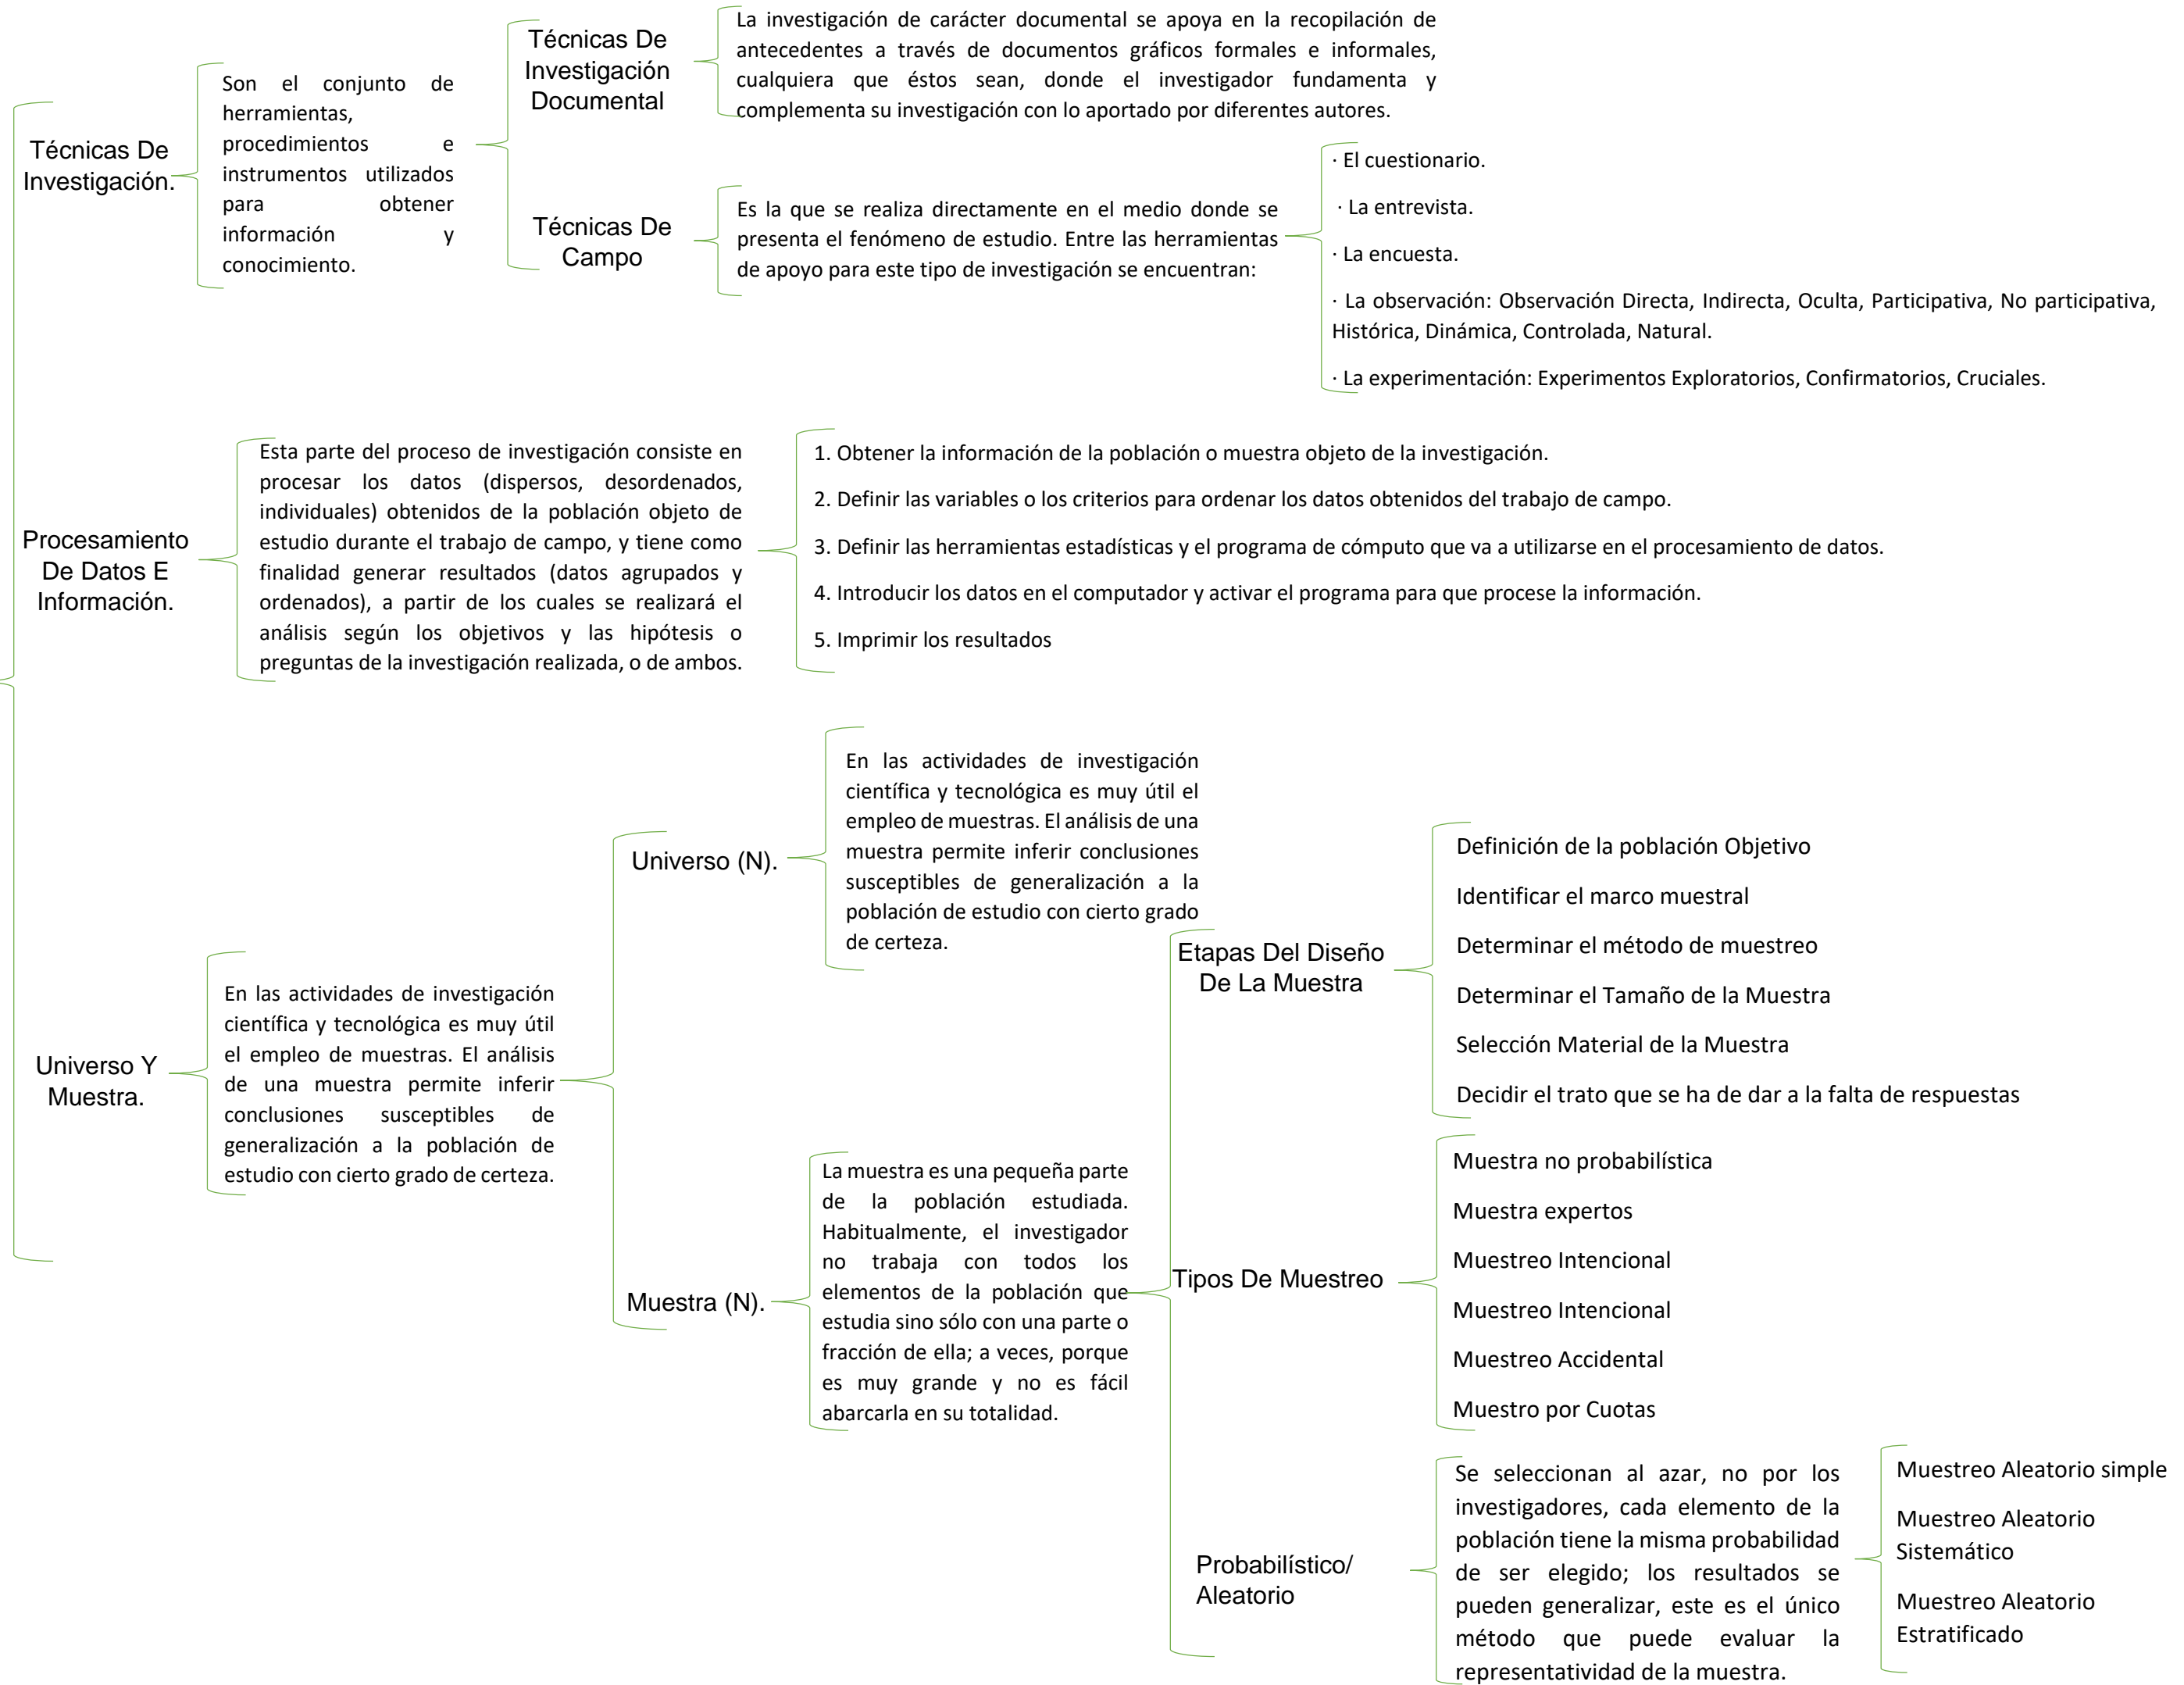 Técnicas De
Investigación.
Son el conjunto de
herramientas,
procedimientos e
instrumentos utilizados
para obtener
información y
conocimiento.
Técnicas De
Investigación
Documental
La investigación de carácter documental se apoya en la recopilación de
antecedentes a través de documentos gráficos formales e informales,
cualquiera que éstos sean, donde el investigador fundamenta y
complementa su investigación con lo aportado por diferentes autores.
Técnicas De
Campo
Es la que se realiza directamente en el medio donde se
presenta el fenómeno de estudio. Entre las herramientas
de apoyo para este tipo de investigación se encuentran:
· El cuestionario.
· La entrevista.
· La encuesta.
· La observación: Observación Directa, Indirecta, Oculta, Participativa, No participativa,
Histórica, Dinámica, Controlada, Natural.
· La experimentación: Experimentos Exploratorios, Confirmatorios, Cruciales.
Procesamiento
De Datos E
Información.
Esta parte del proceso de investigación consiste en
procesar los datos (dispersos, desordenados,
individuales) obtenidos de la población objeto de
estudio durante el trabajo de campo, y tiene como
finalidad generar resultados (datos agrupados y
ordenados), a partir de los cuales se realizará el
análisis según los objetivos y las hipótesis o
preguntas de la investigación realizada, o de ambos.
1. Obtener la información de la población o muestra objeto de la investigación.
2. Definir las variables o los criterios para ordenar los datos obtenidos del trabajo de campo.
3. Definir las herramientas estadísticas y el programa de cómputo que va a utilizarse en el procesamiento de datos.
4. Introducir los datos en el computador y activar el programa para que procese la información.
5. Imprimir los resultados
Universo Y
Muestra.
En las actividades de investigación
científica y tecnológica es muy útil
el empleo de muestras. El análisis
de una muestra permite inferir
conclusiones susceptibles de
generalización a la población de
estudio con cierto grado de certeza.
Universo (N).
En las actividades de investigación
científica y tecnológica es muy útil el
empleo de muestras. El análisis de una
muestra permite inferir conclusiones
susceptibles de generalización a la
población de estudio con cierto grado
de certeza.
Muestra (N).
La muestra es una pequeña parte
de la población estudiada.
Habitualmente, el investigador
no trabaja con todos los
elementos de la población que
estudia sino sólo con una parte o
fracción de ella; a veces, porque
es muy grande y no es fácil
abarcarla en su totalidad.
Etapas Del Diseño
De La Muestra
Definición de la población Objetivo
Identificar el marco muestral
Determinar el método de muestreo
Determinar el Tamaño de la Muestra
Selección Material de la Muestra
Decidir el trato que se ha de dar a la falta de respuestas
Tipos De Muestreo
Muestra no probabilística
Muestra expertos
Muestreo Intencional
Muestreo Intencional
Muestreo Accidental
Muestro por Cuotas
Probabilístico/
Aleatorio
Se seleccionan al azar, no por los
investigadores, cada elemento de la
población tiene la misma probabilidad
de ser elegido; los resultados se
pueden generalizar, este es el único
método que puede evaluar la
representatividad de la muestra.
Muestreo Aleatorio simple
Muestreo Aleatorio
Sistemático
Muestreo Aleatorio
Estratificado